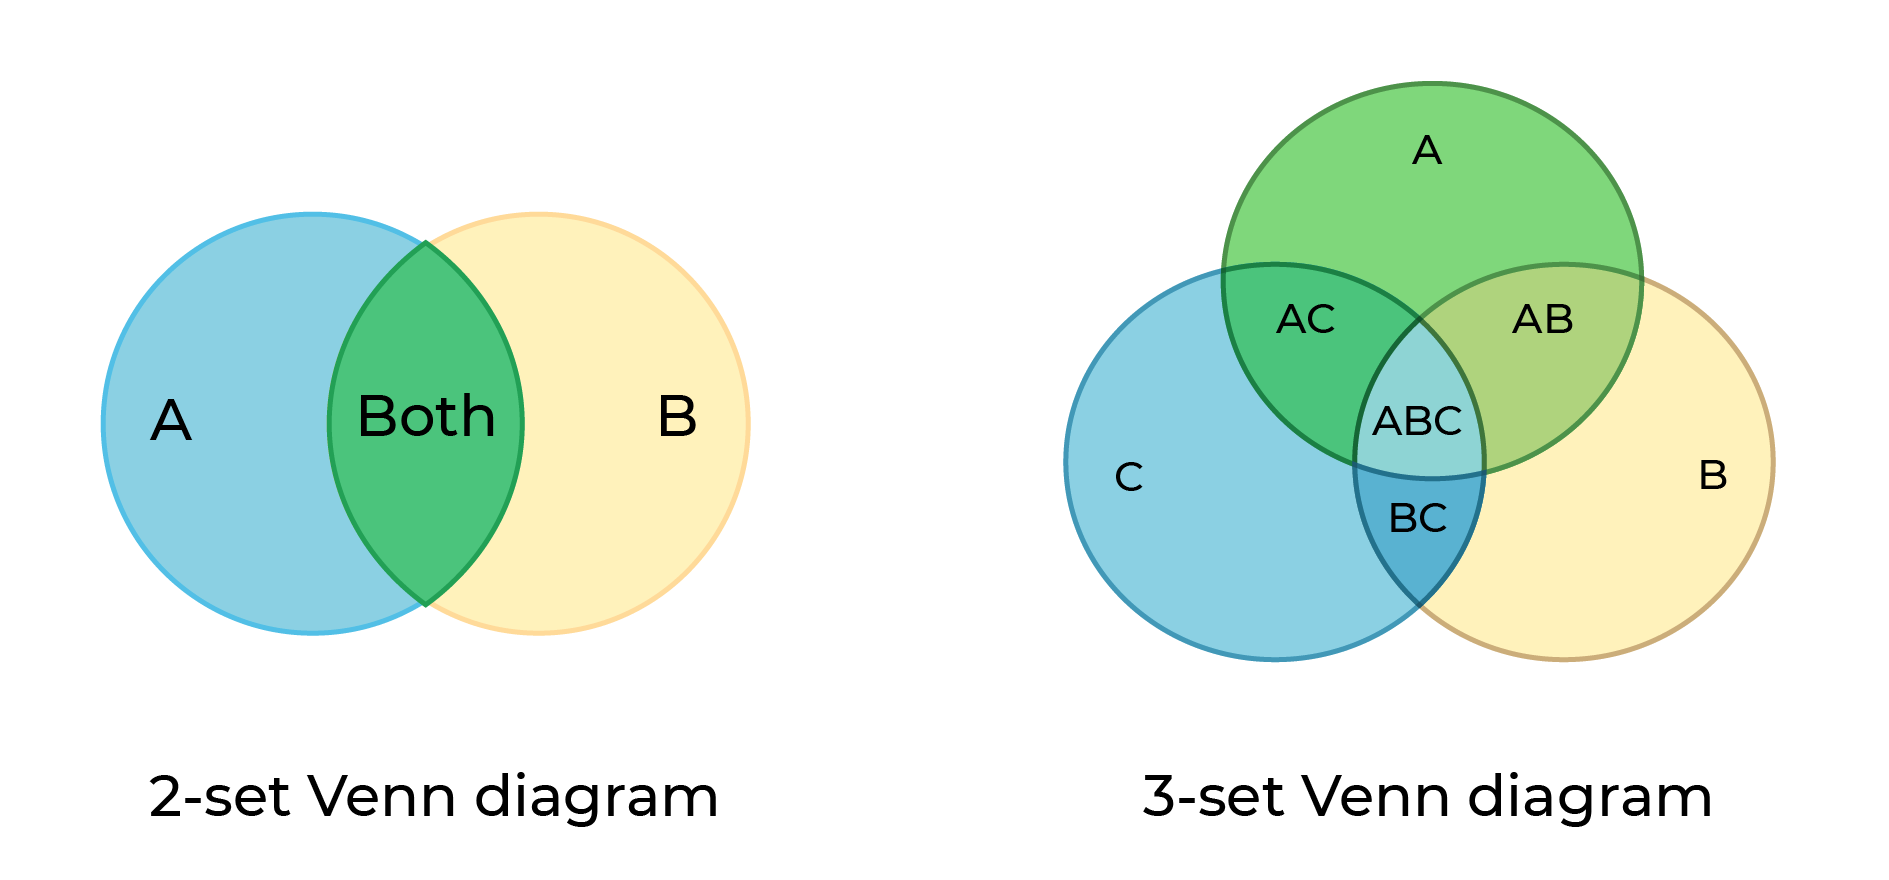 A
Both
B
2-set Venn diagram
A
AC
AB
ABC
C
B
BC
3-set Venn diagram